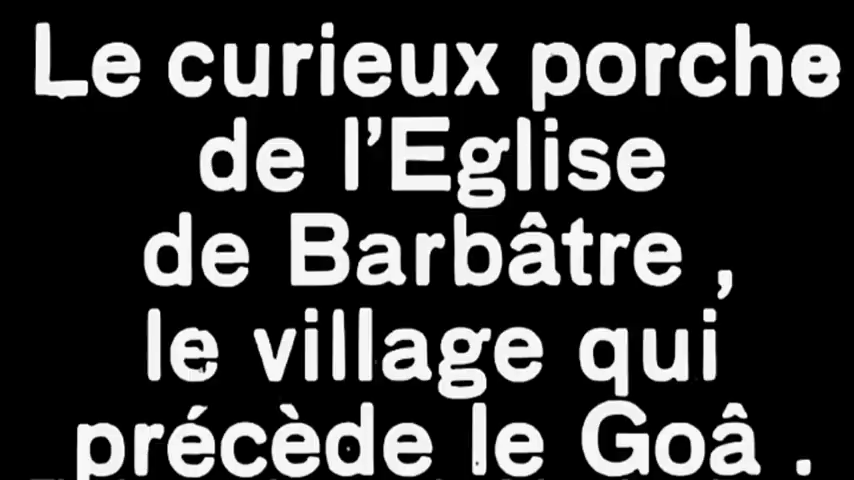 Le curieux porche
de l'Eglise
de Barbâtre ,
le village qui
précède le Goâ .